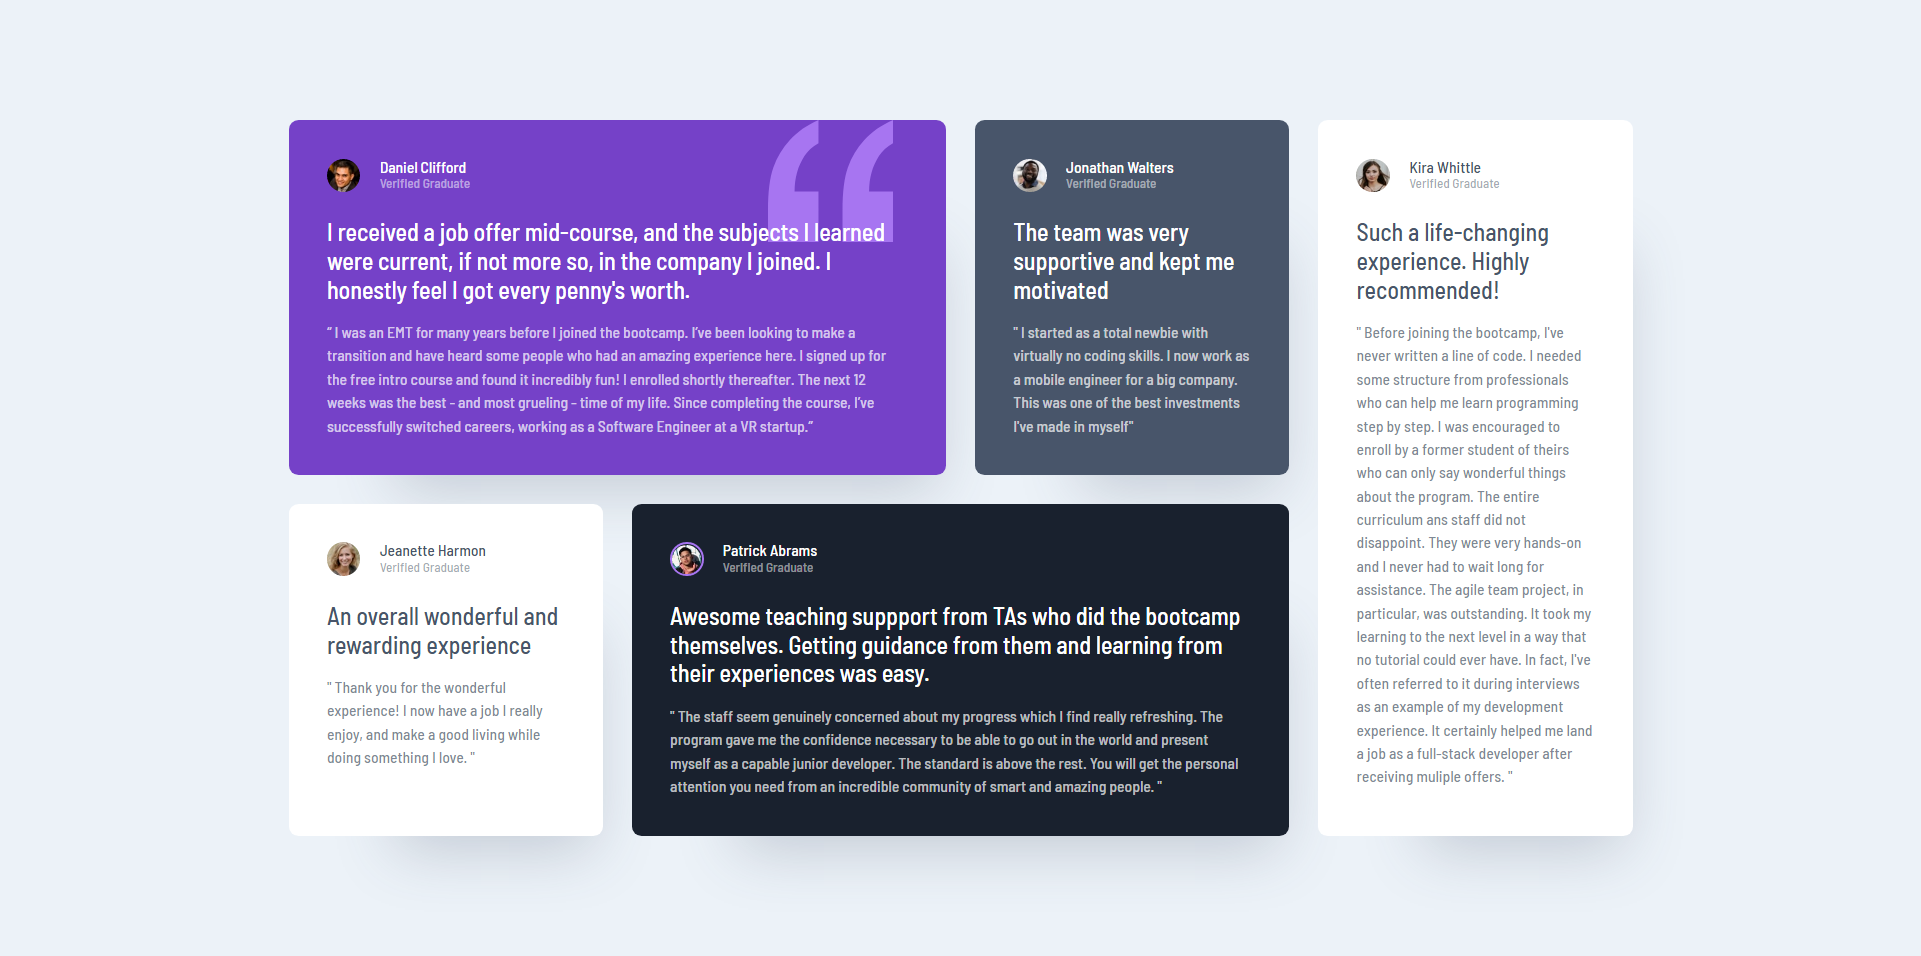 Daniel Clifford
Verified Graduate
I received a job offer mid-course, and the subjects I learned
were current, if not more so, in the company I joined. I
honestly feel I got every penny's worth.
“ I was an EMT for many years before I joined the bootcamp. I’ve been looking to make a
transition and have heard some people who had an amazing experience here. I signed up for
the free intro course and found it incredibly fun! I enrolled shortly thereafter. The next 12
weeks was the best - and most grueling - time of my life. Since completing the course, I’ve
successfully switched careers, working as a Software Engineer at a VR startup.”
Jonathan Walters
Verified Graduate
The team was very
supportive and kept me
motivated
" I started as a total newbie with
virtually no coding skills. I now work as
a mobile engineer for a big company.
This was one of the best investments
I've made in myself"
Kira Whittle
Verified Graduate
Such a life-changing
experience. Highly
recommended!
" Before joining the bootcamp, I've
never written a line of code. I needed
some structure from professionals
who can help me learn programming
step by step. I was encouraged to
enroll by a former student of theirs
who can only say wonderful things
about the program. The entire
curriculum ans staff did not
disappoint. They were very hands-on
and I never had to wait long for
assistance. The agile team project, in
particular, was outstanding. It took my
learning to the next level in a way that
no tutorial could ever have. In fact, I've
often referred to it during interviews
as an example of my development
experience. It certainly helped me land
a job as a full-stack developer after
receiving muliple offers. "
Jeanette Harmon
Verified Graduate
An overall wonderful and
rewarding experience
" Thank you for the wonderful
experience! I now have a job I really
enjoy, and make a good living while
doing something I love. "
Patrick Abrams
Verified Graduate
Awesome teaching suppport from TAs who did the bootcamp
themselves. Getting guidance from them and learning from
their experiences was easy.
" The staff seem genuinely concerned about my progress which I find really refreshing. The
program gave me the confidence necessary to be able to go out in the world and present
myself as a capable junior developer. The standard is above the rest. You will get the personal
attention you need from an incredible community of smart and amazing people. "